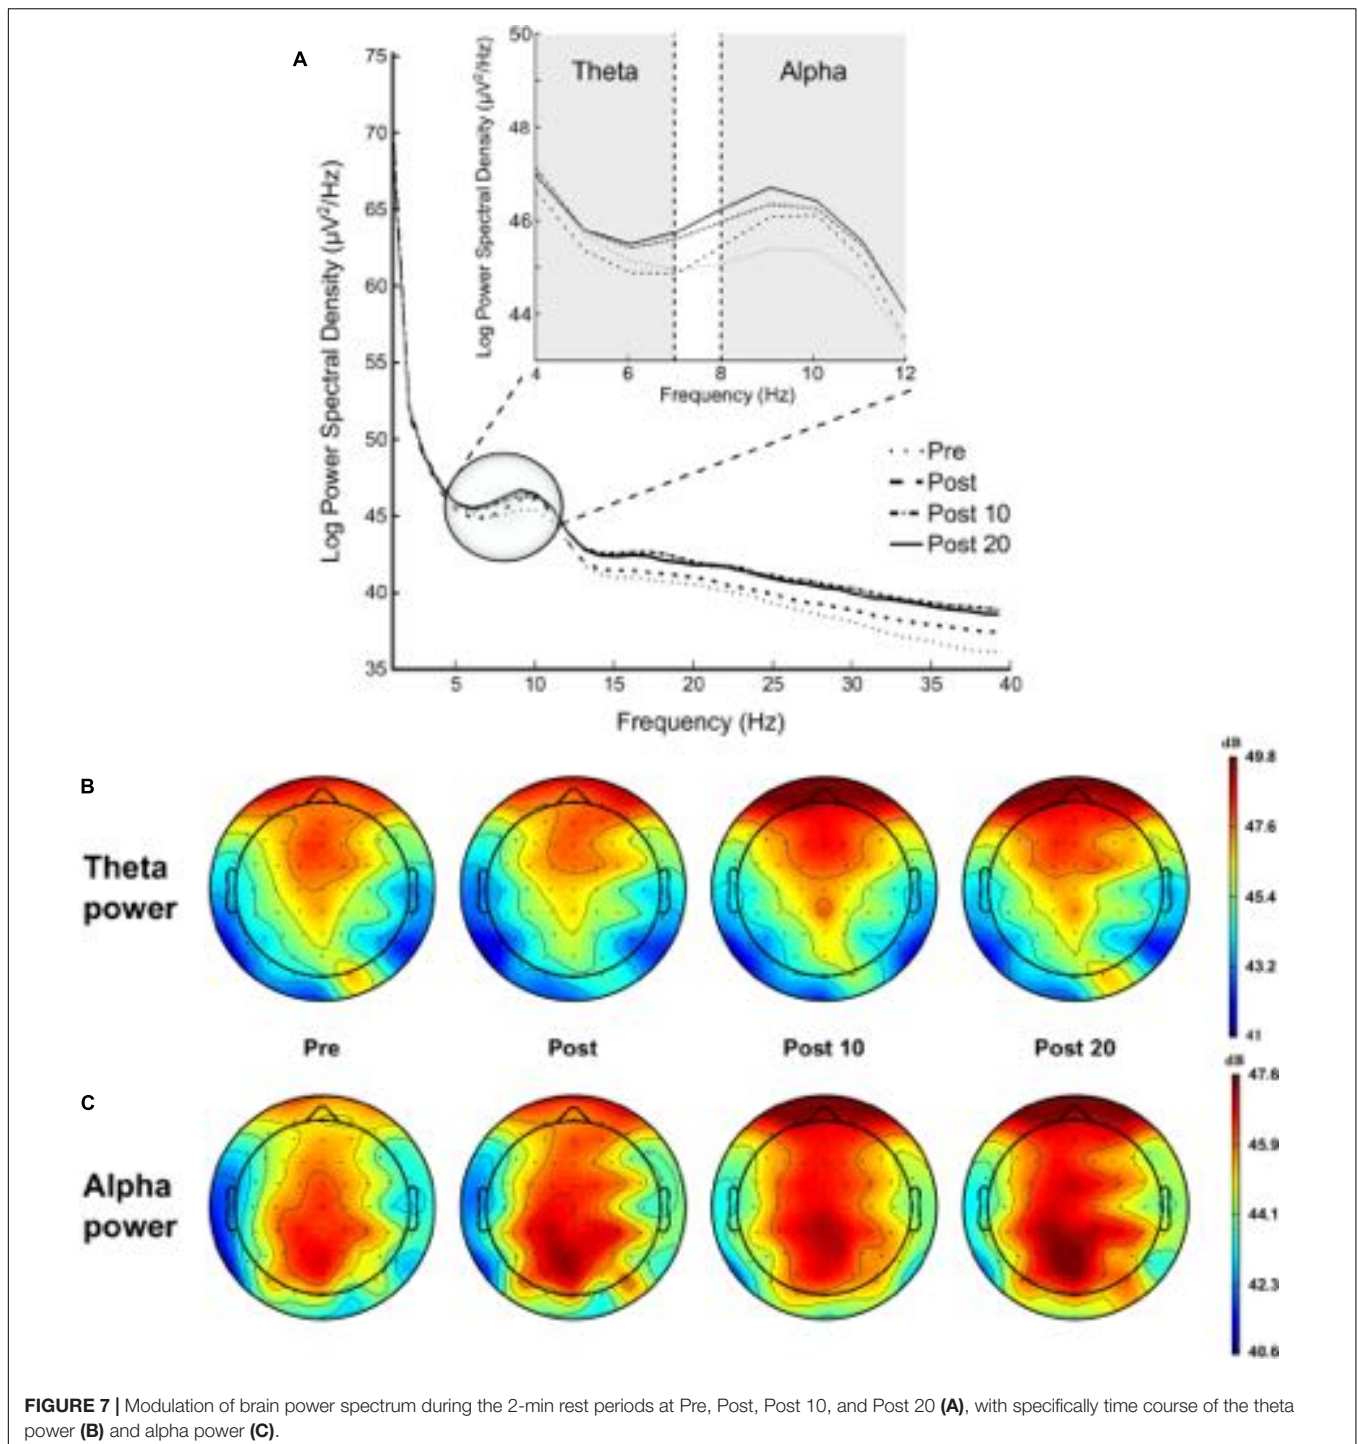 A
75
70
65
60
55
50
45
40
35
Log Power Spectral Density (µV²/Hz)
5 10 15 20 25 30 35 40
Frequency (Hz)
50
48
46
44
Log Power Spectral Density (µV²/Hz)
Theta Alpha
4 6 8 10 12
Frequency (Hz)
Pre
Post
Post 10
Post 20
B
Theta
power
dB
49.8
47.6
45.4
43.2
41
Pre Post Post 10 Post 20
C
Alpha
power
dB
47.6
45.9
44.1
42.3
40.6
FIGURE 7 | Modulation of brain power spectrum during the 2-min rest periods at Pre, Post, Post 10, and Post 20 (A), with specifically time course of the theta
power (B) and alpha power (C).